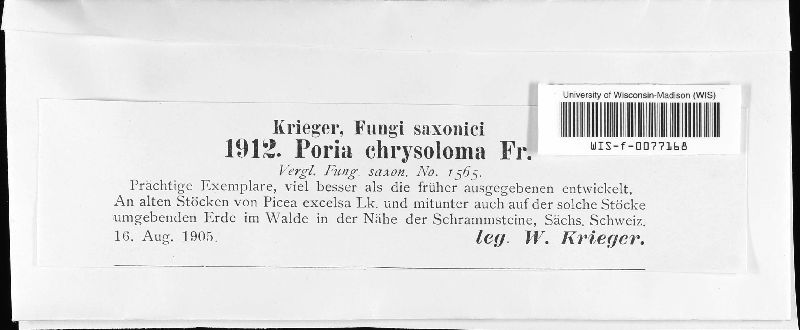 University of Wisconsin-Madison (WIS)
WIS-f-0077168
Krieger, Fungi saxonici
1912. Poria chrysoloma Fr.
Vergl. Fung. saxon. No. 1565.
Prächtige Exemplare, viel besser als die früher ausgegebenen entwickelt.
An alten Stöcken von Picea excelsa Lk. und mitunter auch auf der solche Stöcke
umgebenden Erde im Walde in der Nähe der Schrammsteine, Sächs. Schweiz.
16. Aug. 1905. leg. W. Krieger.